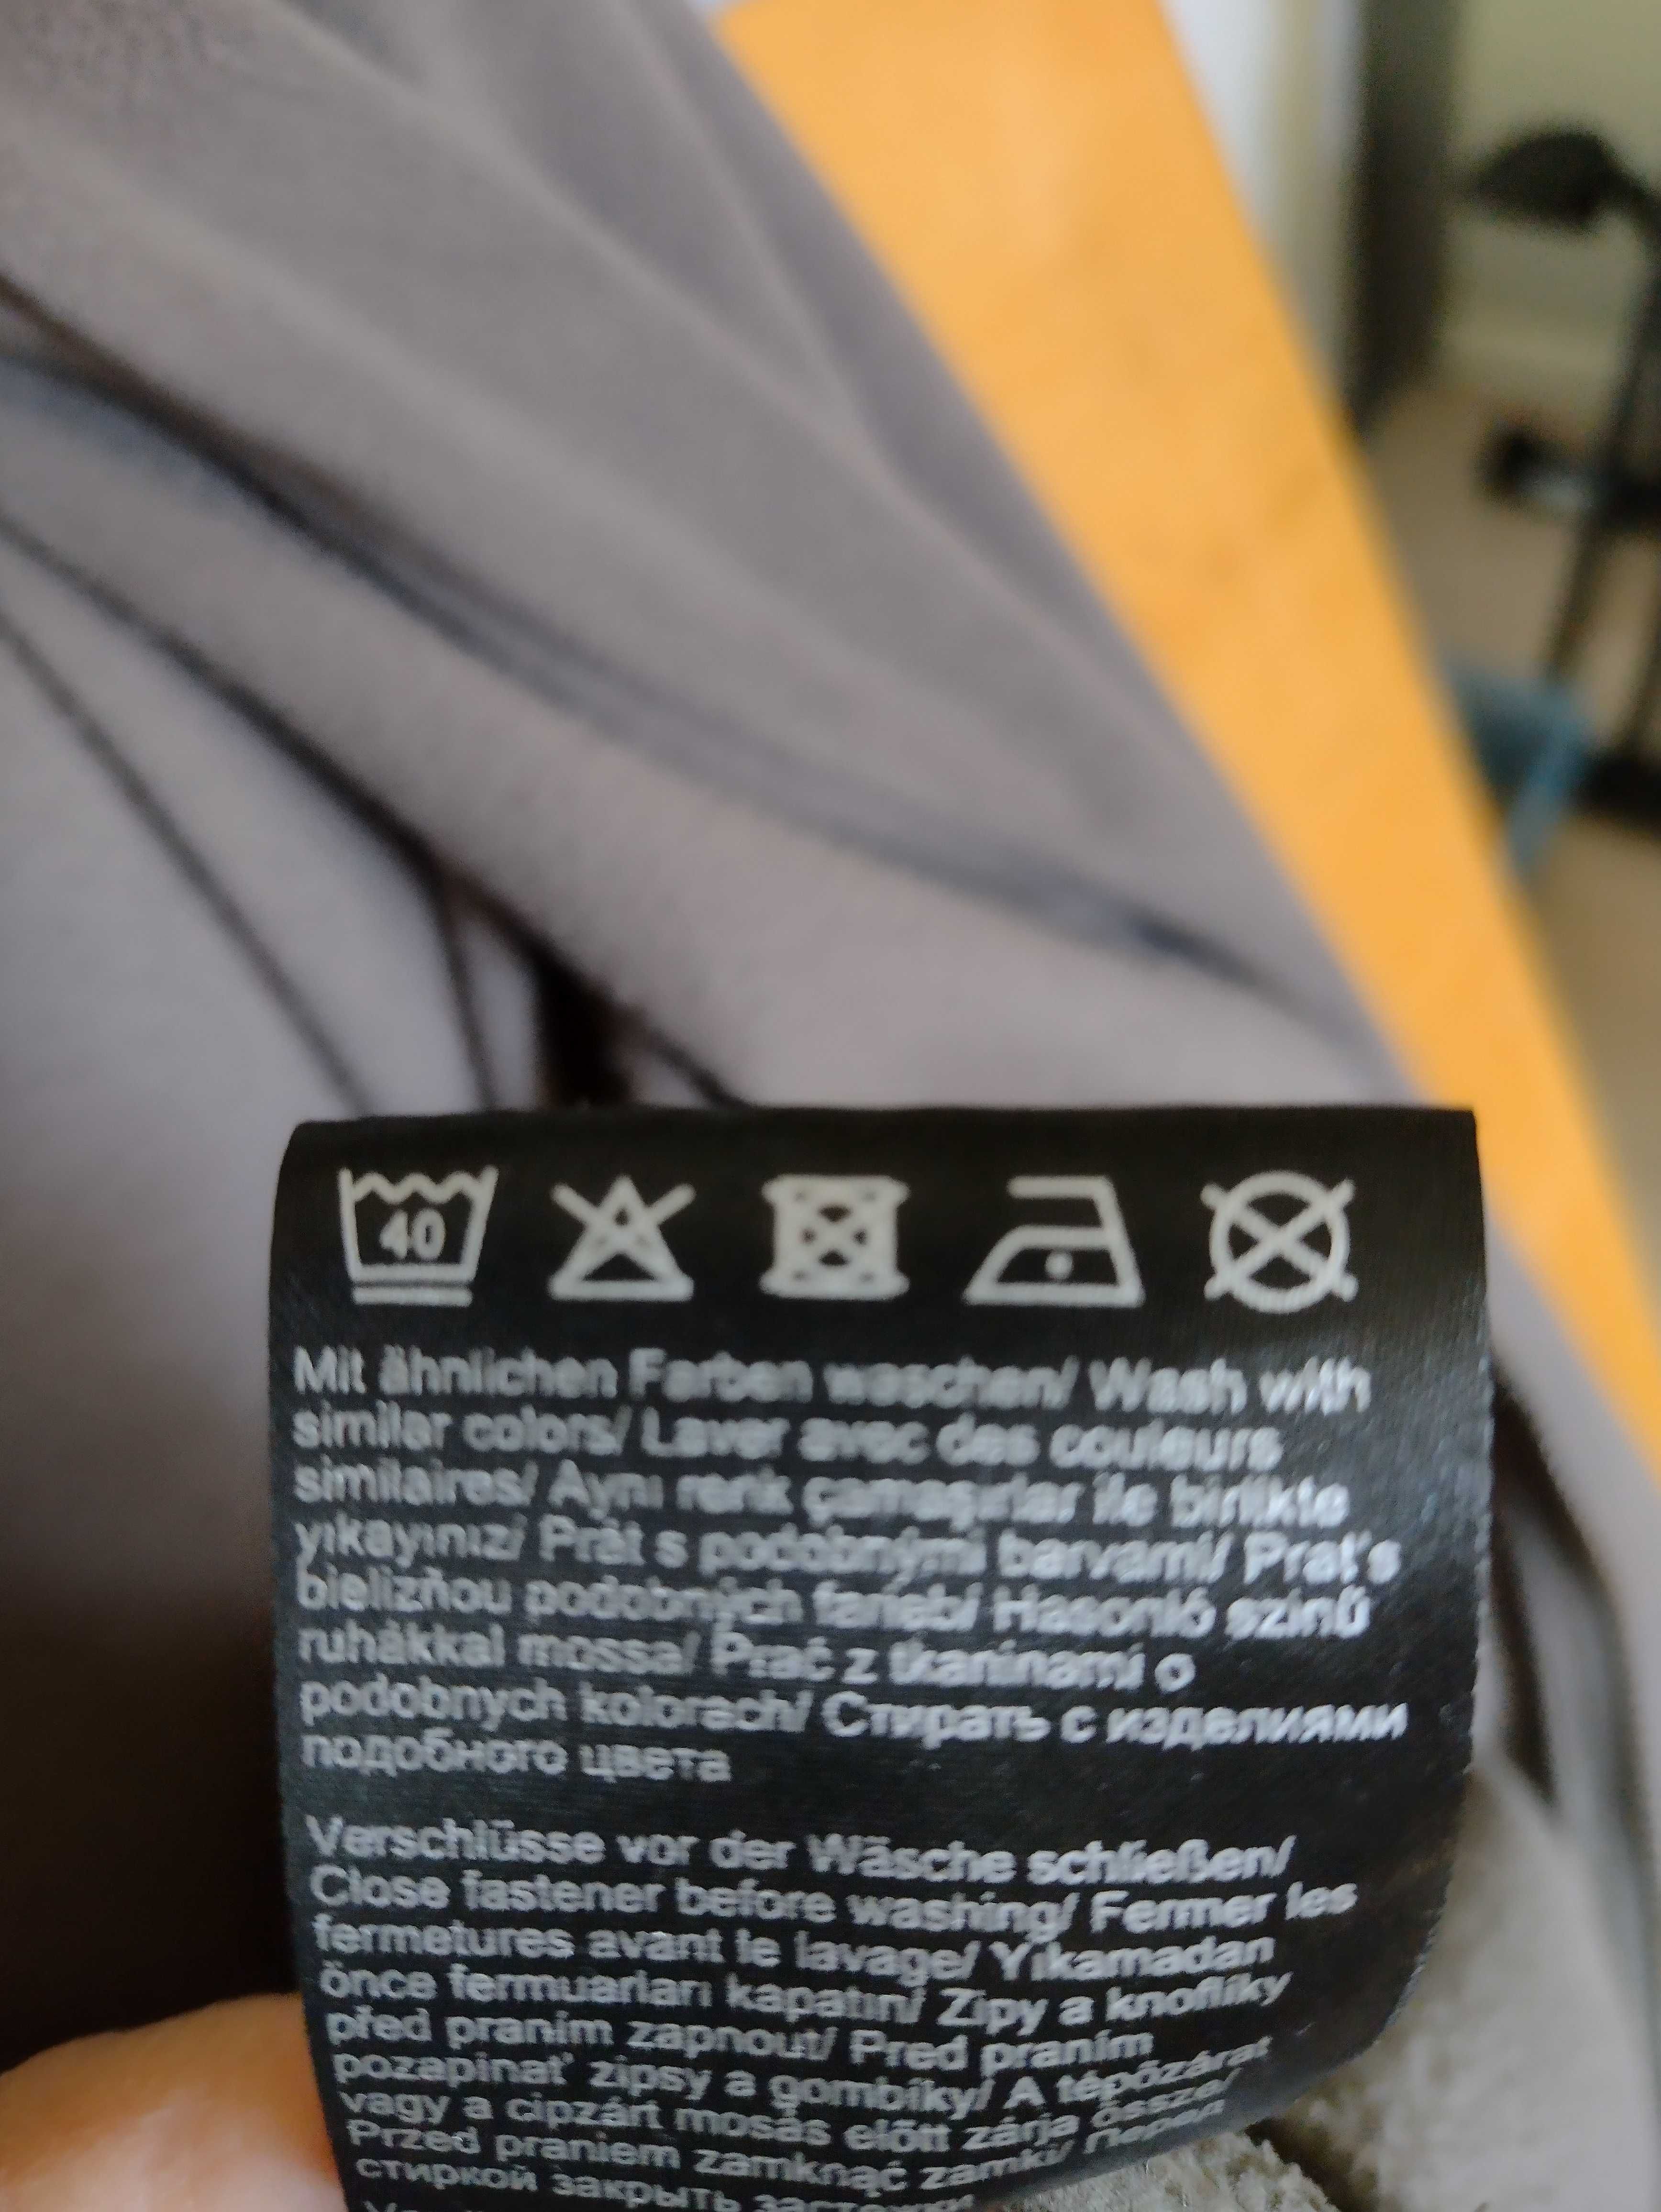 40
Mit ähnlichen Farben waschen/ Wash with
similar colors/ Laver avec des couleurs
similaires/ Aynı renk çamaşırlar ile birlikte
yıkayınız/ Prát s podobnými barvami/ Prat's
bielizňou podobných farieb/ Hasonló színű
ruhákkal mossa/ Prać z tkaninami o
podobnych kolorach/ Стирать с изделиями
подобного цвета
Verschlüsse vor der Wäsche schließen/
Close fastener before washing/ Fermer les
fermetures avant le lavage/ Yıkamadan
önce fermuarları kapatın/ Zipy a knoflíky
před praním zapnout/ Pred praním
pozapínať zipsy a gombíky/ A tépőzárat
vagy a cipzárt mosás előtt zárja össze/
Przed praniem zamknąć zamki/ Перед
стиркой закрыть застежки